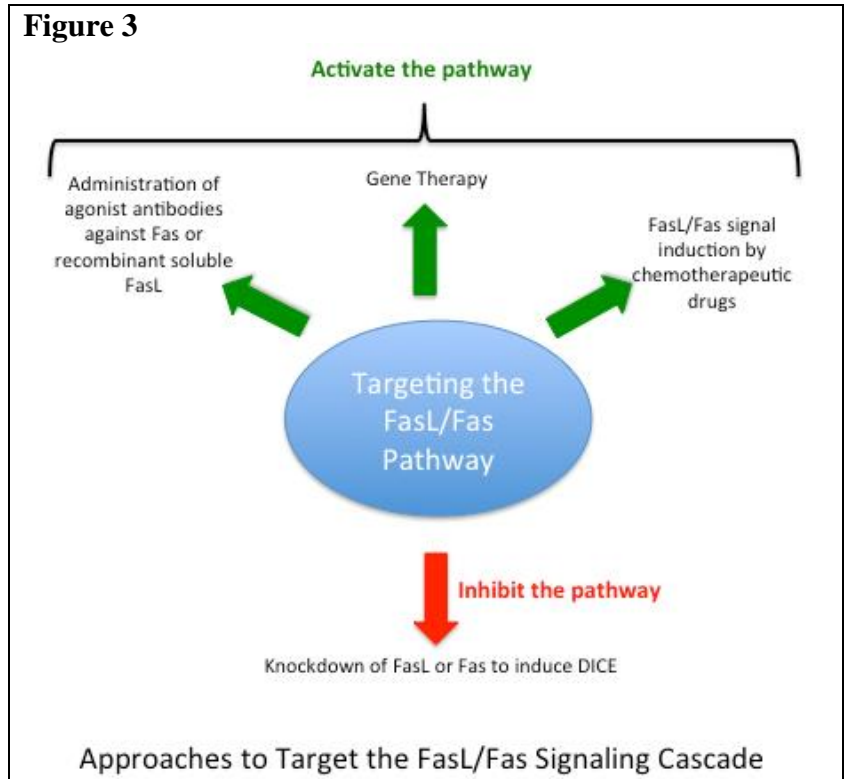 Figure 3
Activate the pathway
Administration of
agonist antibodies
against Fas or
recombinant soluble
FasL
Gene Therapy
FasL/Fas signal
induction by
chemotherapeutic
drugs
Targeting the
FasL/Fas
Pathway
Inhibit the pathway
Knockdown of FasL or Fas to induce DICE
Approaches to Target the FasL/Fas Signaling Cascade